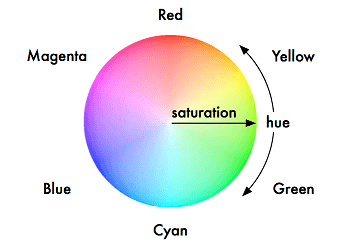 Red
Magenta
Yellow
saturation
hue
Blue
Green
Cyan